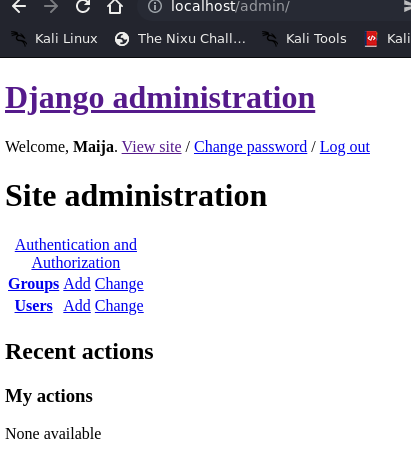 localhost/admin/
Kali Linux The Nixu Chall... Kali Tools Kali
Django administration
Welcome, Maija. View site / Change password / Log out
Site administration
Authentication and
Authorization
Groups Add Change
Users Add Change
Recent actions
My actions
None available